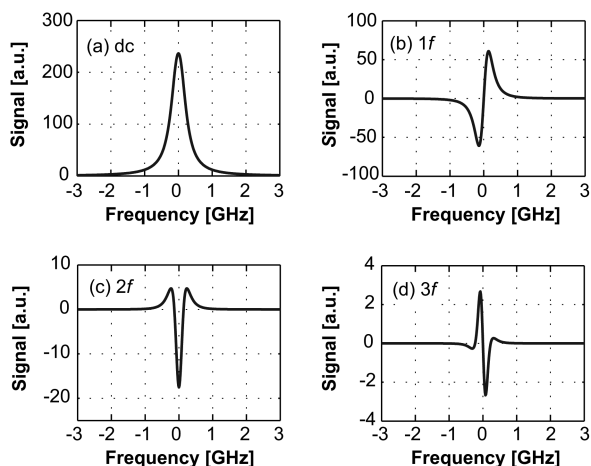 300
200
100
0
Signal [a.u.]
(a) dc
-3 -2 -1 0 1 2 3
Frequency [GHz]
100
50
0
-50
-100
Signal [a.u.]
(b) 1f
-3 -2 -1 0 1 2 3
Frequency [GHz]
10
0
-10
-20
Signal [a.u.]
(c) 2f
-3 -2 -1 0 1 2 3
Frequency [GHz]
4
2
0
-2
-4
Signal [a.u.]
(d) 3f
-3 -2 -1 0 1 2 3
Frequency [GHz]